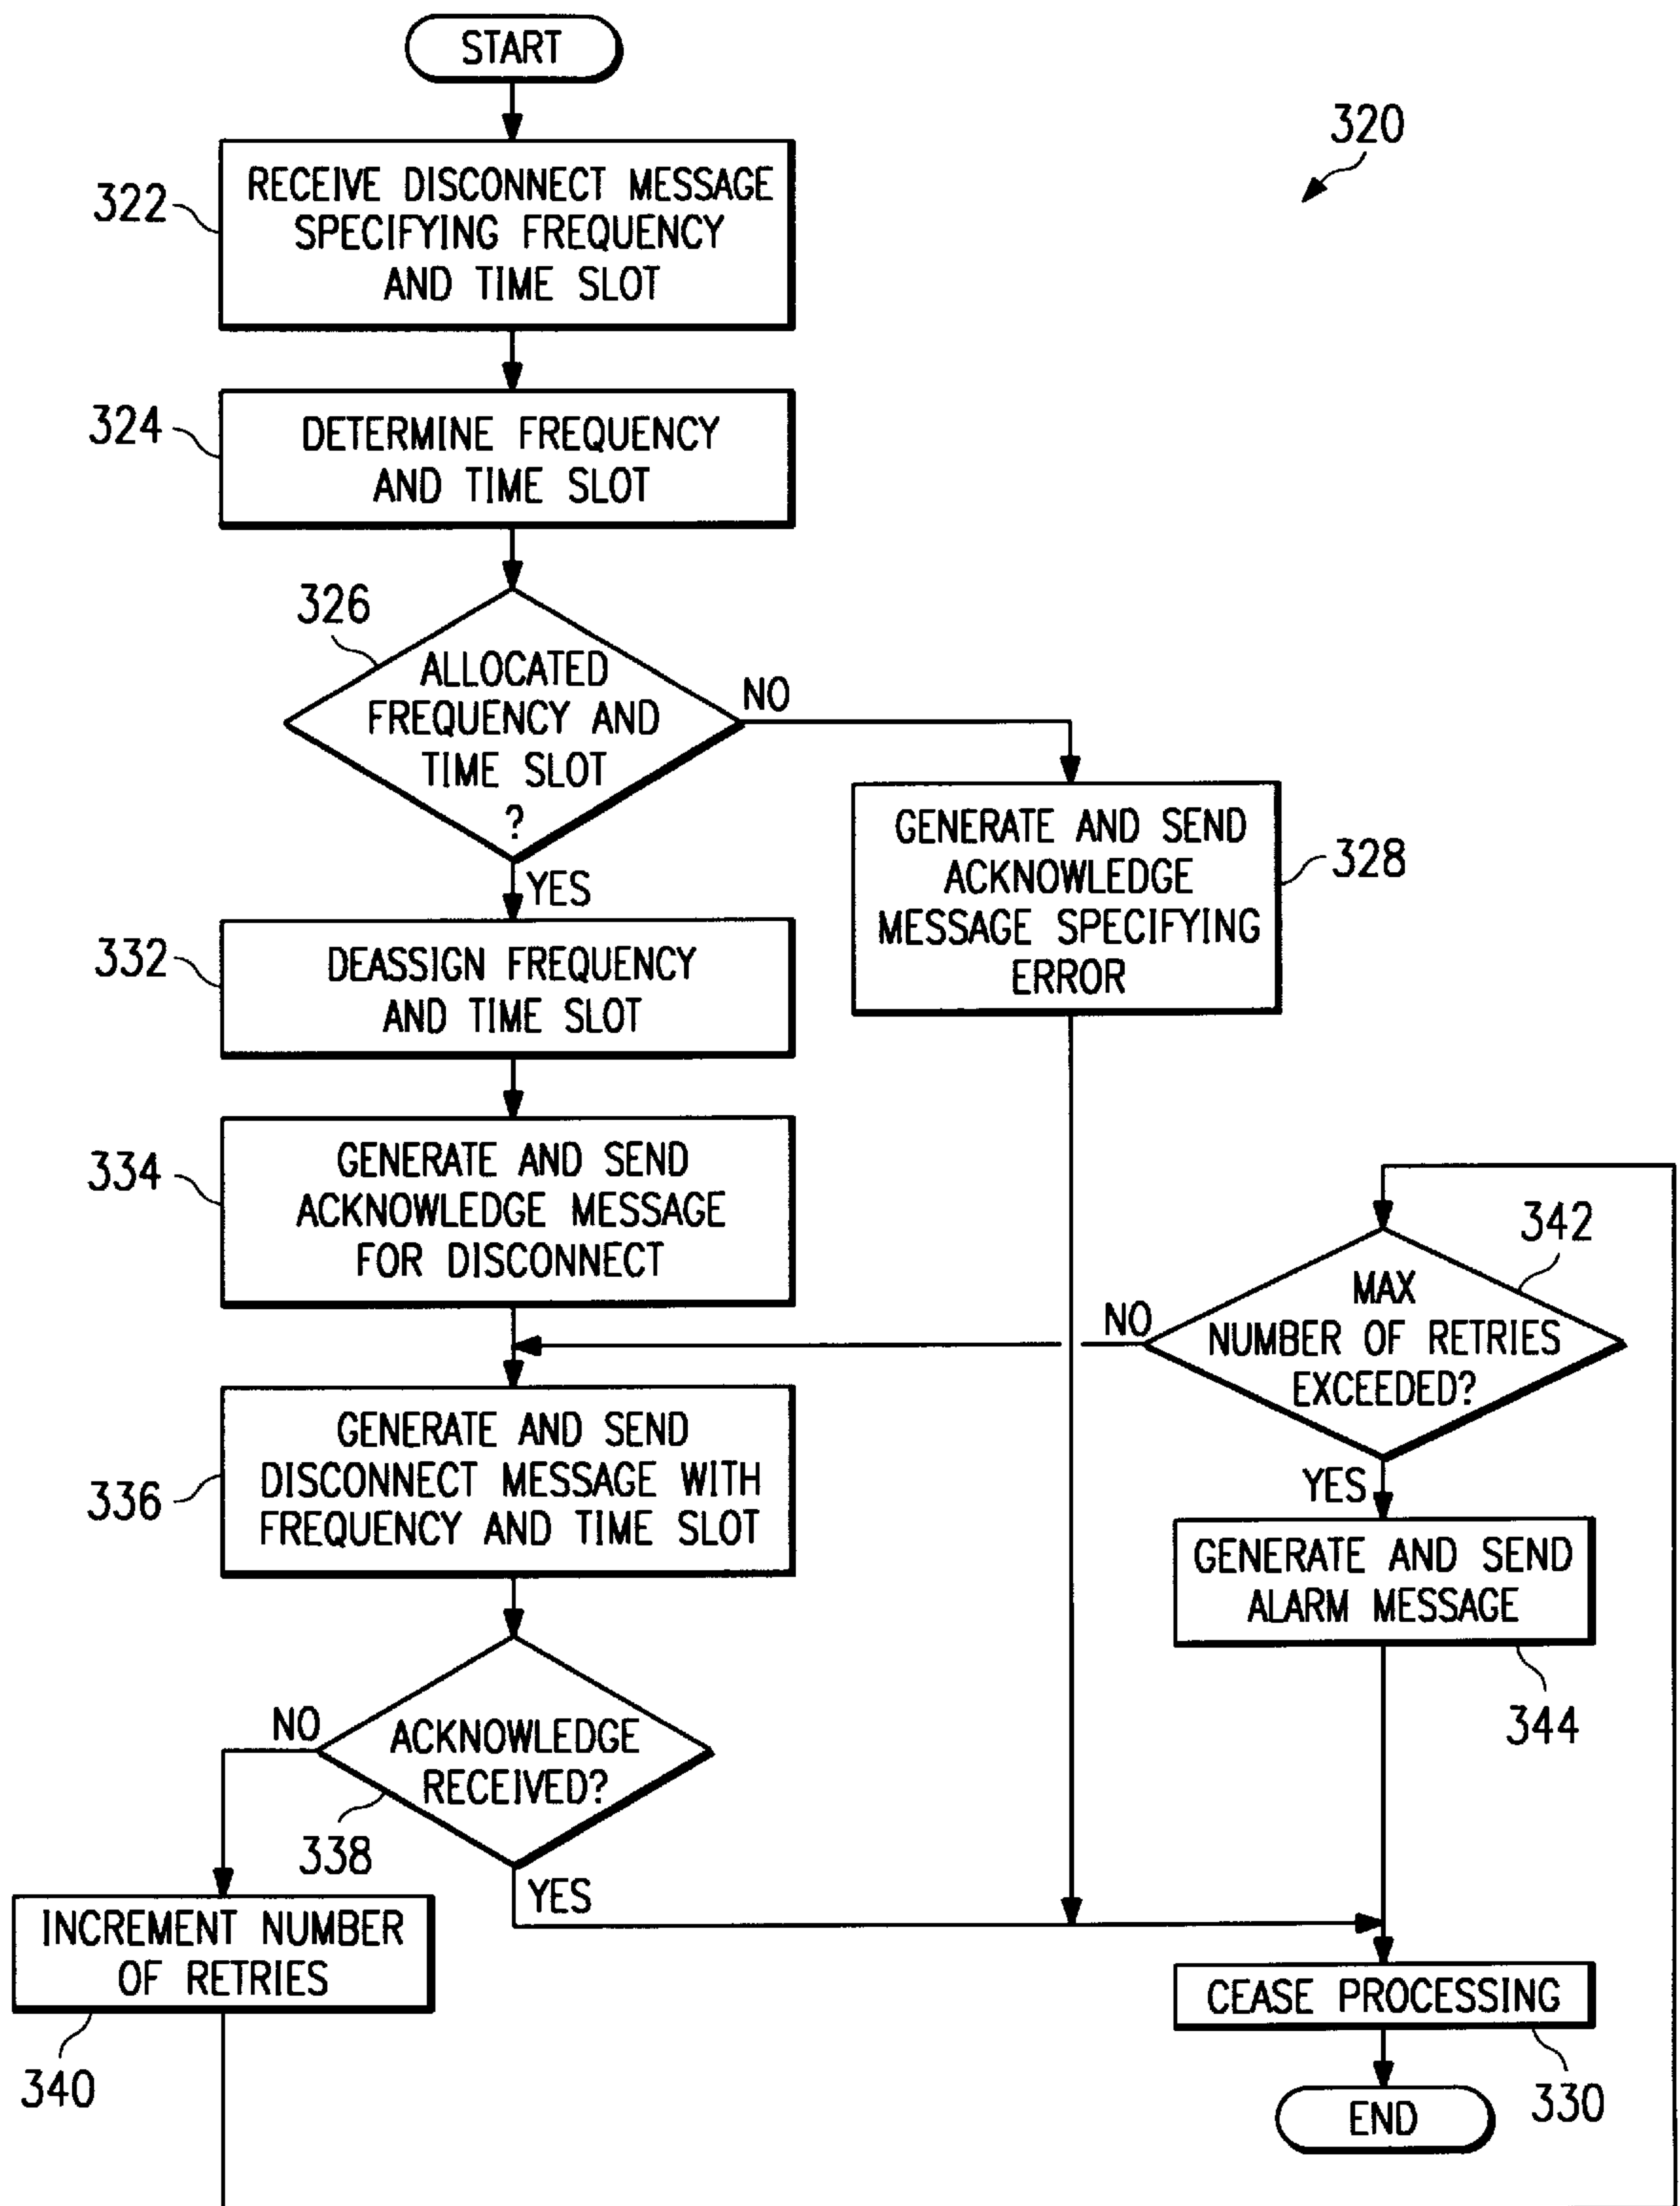 START
320
322
RECEIVE DISCONNECT MESSAGE
SPECIFYING FREQUENCY
AND TIME SLOT
324
DETERMINE FREQUENCY
AND TIME SLOT
326
ALLOCATED
FREQUENCY AND
TIME SLOT
?
NO
YES
GENERATE AND SEND
ACKNOWLEDGE
MESSAGE SPECIFYING
ERROR
328
332
DEASSIGN FREQUENCY
AND TIME SLOT
334
GENERATE AND SEND
ACKNOWLEDGE MESSAGE
FOR DISCONNECT
342
MAX
NUMBER OF RETRIES
EXCEEDED?
NO
YES
336
GENERATE AND SEND
DISCONNECT MESSAGE WITH
FREQUENCY AND TIME SLOT
GENERATE AND SEND
ALARM MESSAGE
344
NO
ACKNOWLEDGE
RECEIVED?
338
YES
INCREMENT NUMBER
OF RETRIES
340
CEASE PROCESSING
330
END